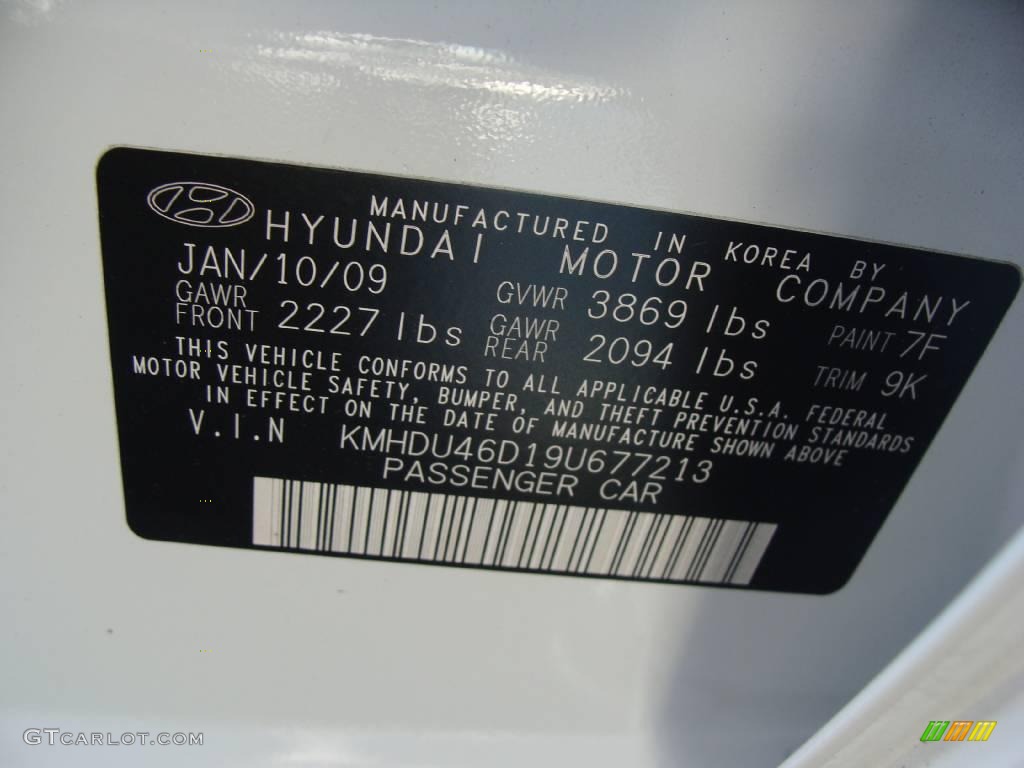 MANUFACTURED IN KOREA BY
HYUNDAI MOTOR COMPANY
JAN/10/09 GVWR 3869 lbs PAINT 7F
GAWR FRONT 2227 lbs GAWR REAR 2094 lbs TRIM 9K
THIS VEHICLE CONFORMS TO ALL APPLICABLE U.S.A. FEDERAL
MOTOR VEHICLE SAFETY, BUMPER, AND THEFT PREVENTION STANDARDS
IN EFFECT ON THE DATE OF MANUFACTURE SHOWN ABOVE
V.I.N KMHDU46D19U677213
PASSENGER CAR
GTCARLOT.COM